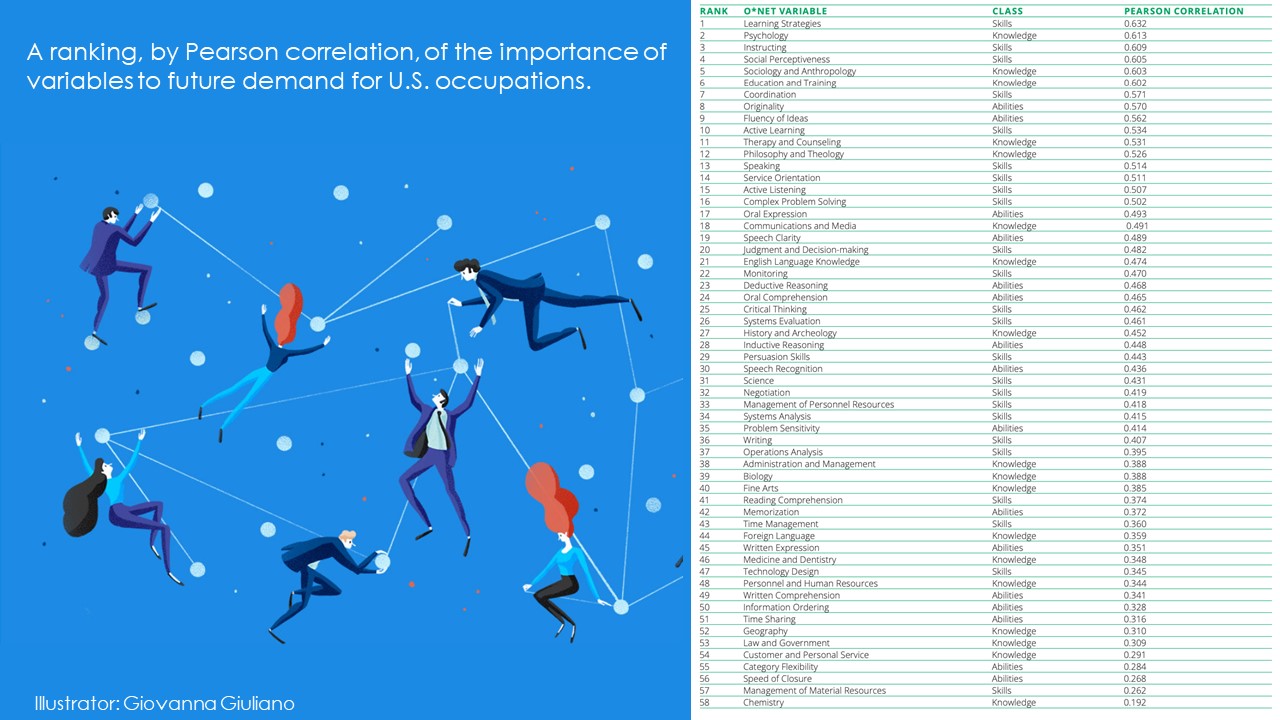 A ranking, by Pearson correlation, of the importance of
variables to future demand for U.S. occupations.
Illustrator: Giovanna Giuliano
RANK O*NET VARIABLE CLASS PEARSON CORRELATION
1 Learning Strategies Skills 0.632
2 Psychology Knowledge 0.613
3 Instructing Skills 0.609
4 Social Perceptiveness Skills 0.605
5 Sociology and Anthropology Knowledge 0.603
6 Education and Training Knowledge 0.602
7 Coordination Skills 0.571
8 Originality Abilities 0.570
9 Fluency of Ideas Abilities 0.562
10 Active Learning Skills 0.534
11 Therapy and Counseling Knowledge 0.531
12 Philosophy and Theology Knowledge 0.526
13 Speaking Skills 0.514
14 Service Orientation Skills 0.511
15 Active Listening Skills 0.507
16 Complex Problem Solving Skills 0.502
17 Oral Expression Abilities 0.493
18 Communications and Media Knowledge 0.491
19 Speech Clarity Abilities 0.489
20 Judgment and Decision-making Skills 0.482
21 English Language Knowledge Knowledge 0.474
22 Monitoring Skills 0.470
23 Deductive Reasoning Abilities 0.468
24 Oral Comprehension Abilities 0.465
25 Critical Thinking Skills 0.462
26 Systems Evaluation Skills 0.461
27 History and Archeology Knowledge 0.452
28 Inductive Reasoning Abilities 0.448
29 Persuasion Skills Skills 0.443
30 Speech Recognition Abilities 0.436
31 Science Skills 0.431
32 Negotiation Skills 0.419
33 Management of Personnel Resources Skills 0.418
34 Systems Analysis Skills 0.415
35 Problem Sensitivity Abilities 0.414
36 Writing Skills 0.407
37 Operations Analysis Skills 0.395
38 Administration and Management Knowledge 0.388
39 Biology Knowledge 0.388
40 Fine Arts Knowledge 0.385
41 Reading Comprehension Skills 0.374
42 Memorization Abilities 0.372
43 Time Management Skills 0.360
44 Foreign Language Knowledge 0.359
45 Written Expression Abilities 0.351
46 Medicine and Dentistry Knowledge 0.348
47 Technology Design Skills 0.345
48 Personnel and Human Resources Knowledge 0.344
49 Written Comprehension Abilities 0.341
50 Information Ordering Abilities 0.328
51 Time Sharing Abilities 0.316
52 Geography Knowledge 0.310
53 Law and Government Knowledge 0.309
54 Customer and Personal Service Knowledge 0.291
55 Category Flexibility Abilities 0.284
56 Speed of Closure Abilities 0.268
57 Management of Material Resources Skills 0.262
58 Chemistry Knowledge 0.192